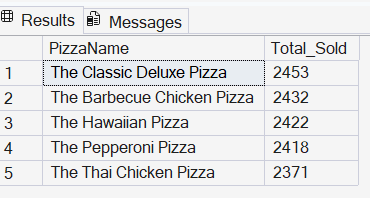 Results Messages
PizzaName Total_Sold
1 The Classic Deluxe Pizza 2453
2 The Barbecue Chicken Pizza 2432
3 The Hawaiian Pizza 2422
4 The Pepperoni Pizza 2418
5 The Thai Chicken Pizza 2371